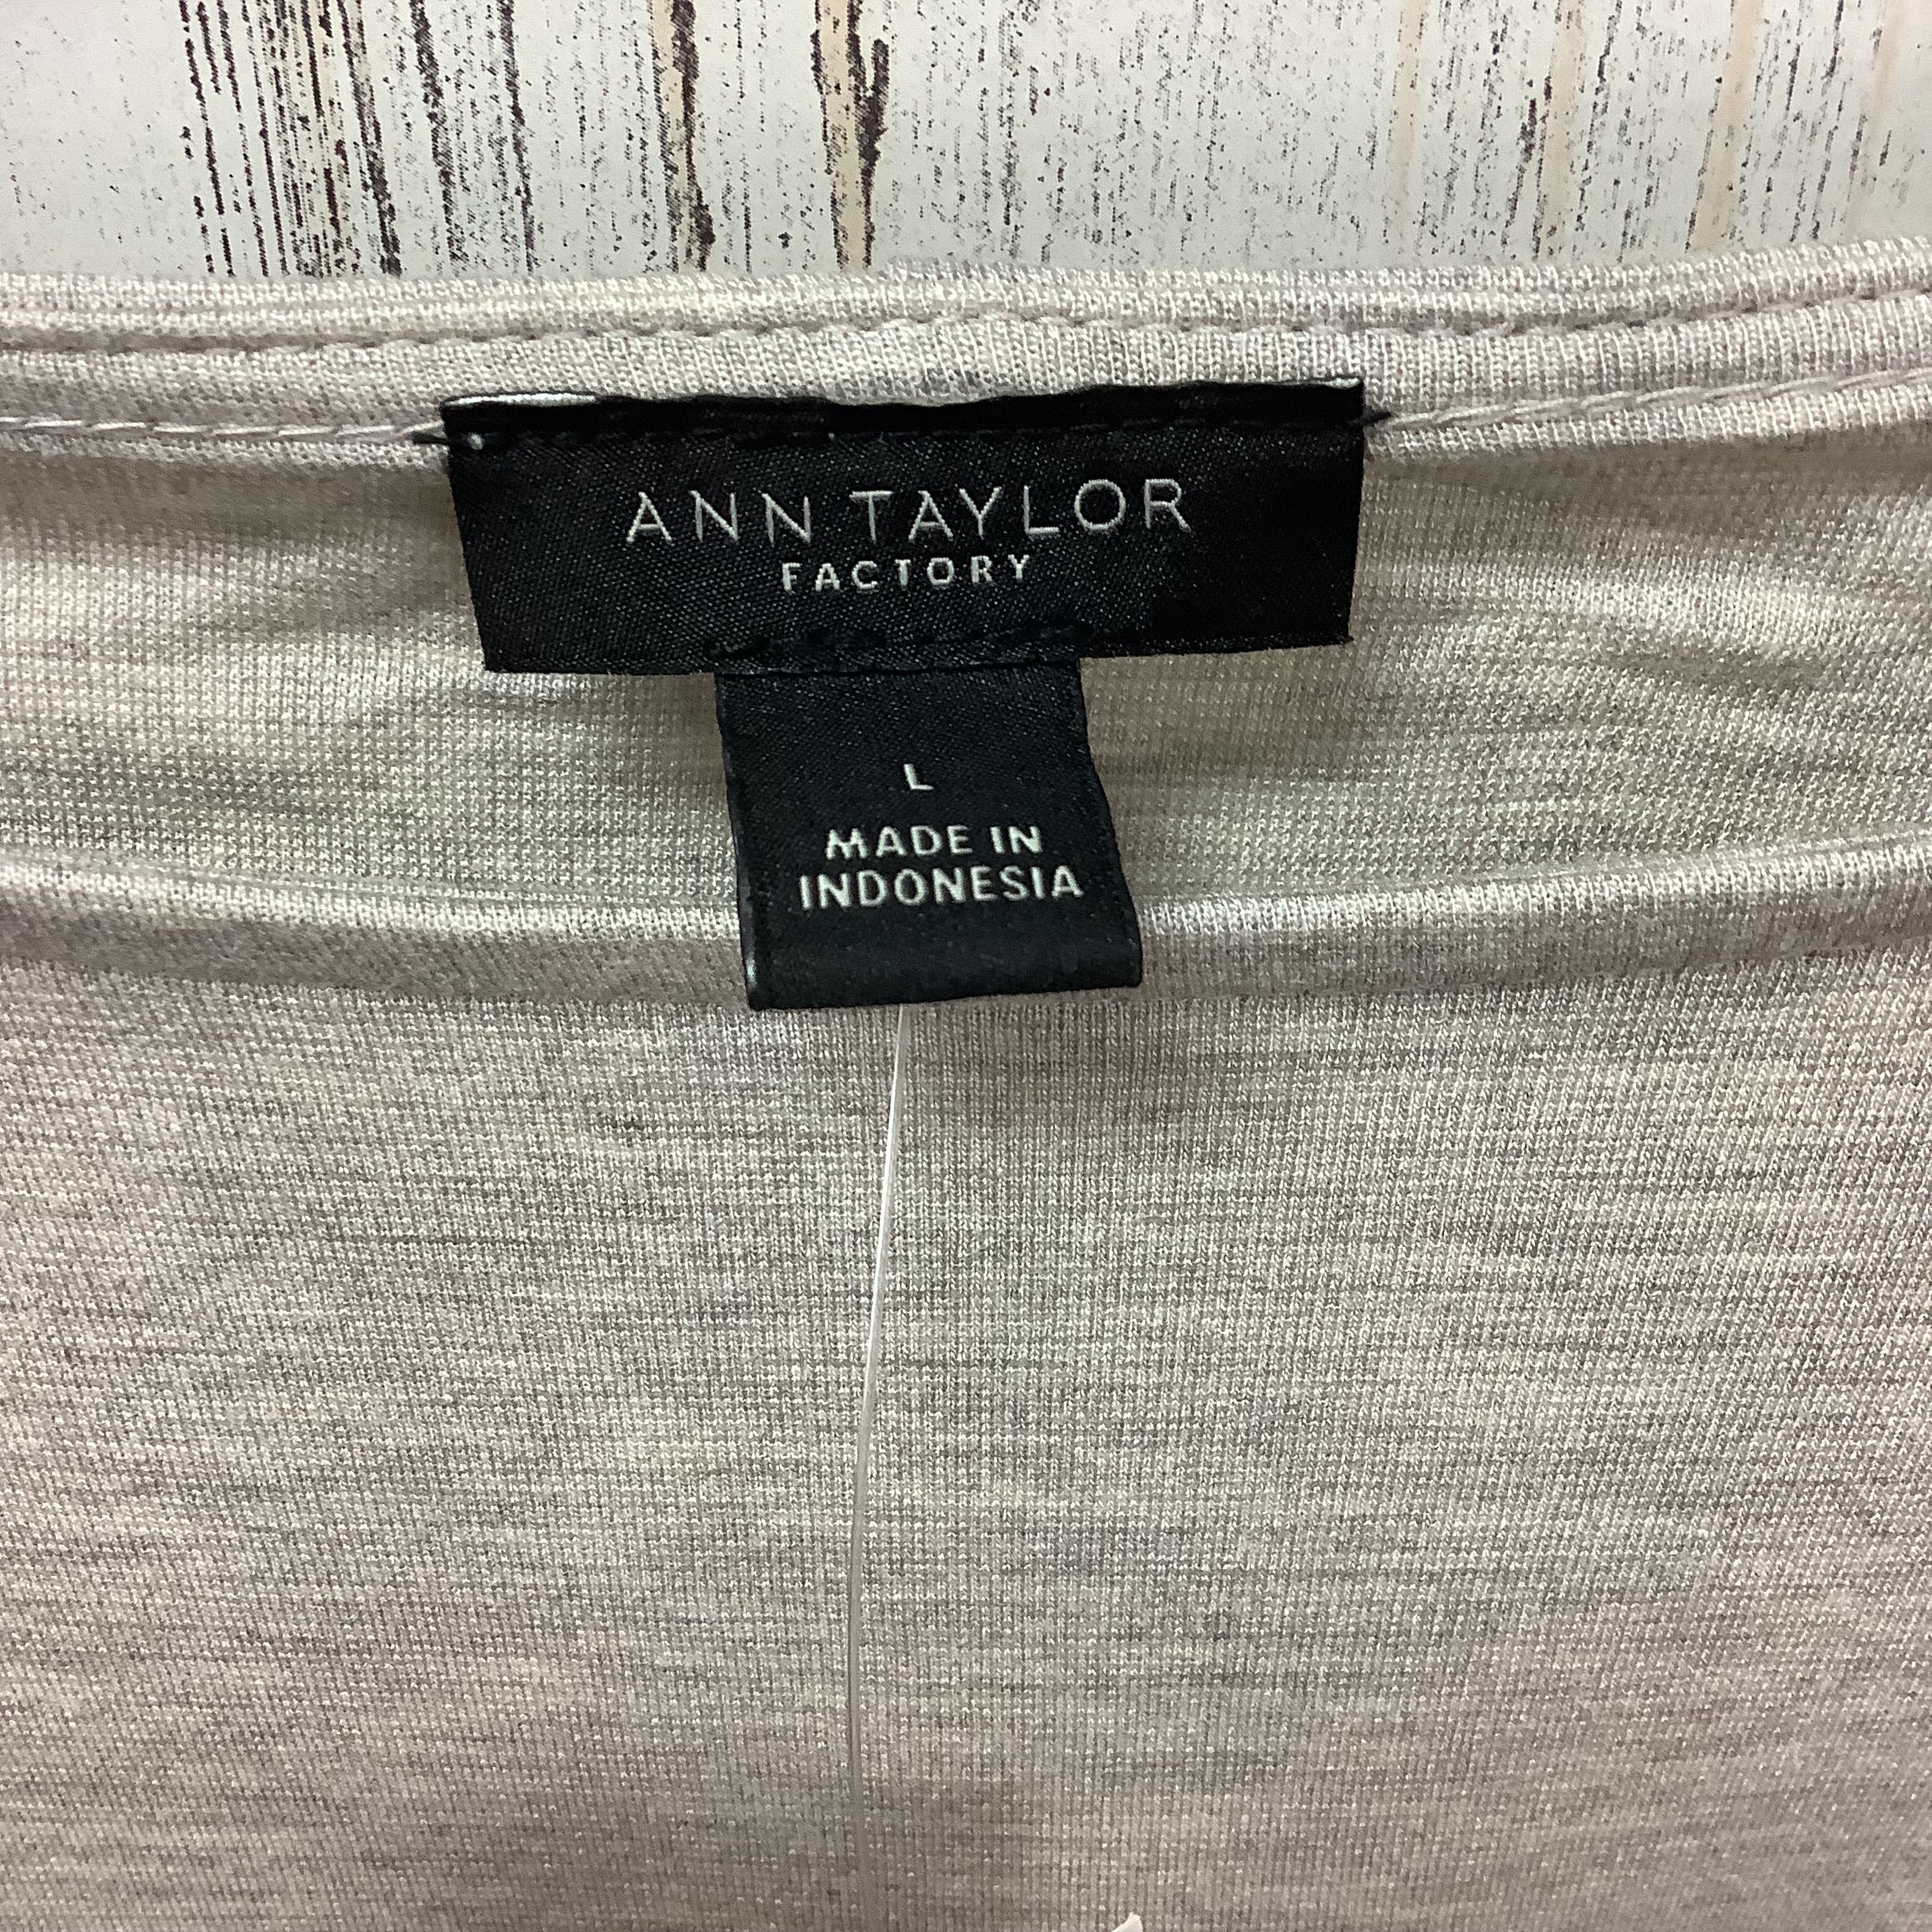 ANN TAYLOR
FACTORY
L
MADE IN
INDONESIA